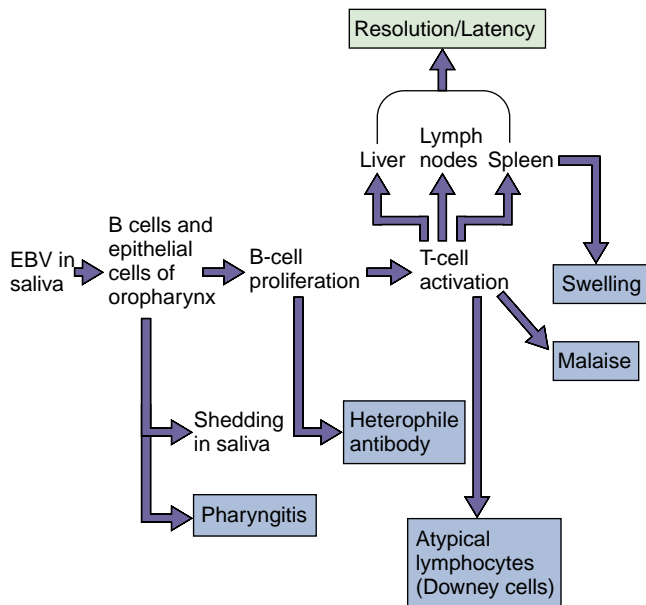 Resolution/Latency
Liver
Lymph
nodes
Spleen
EBV in
saliva
B cells and
epithelial
cells of
oropharynx
B-cell
proliferation
T-cell
activation
Swelling
Malaise
Shedding
in saliva
Heterophile
antibody
Pharyngitis
Atypical
lymphocytes
(Downey cells)